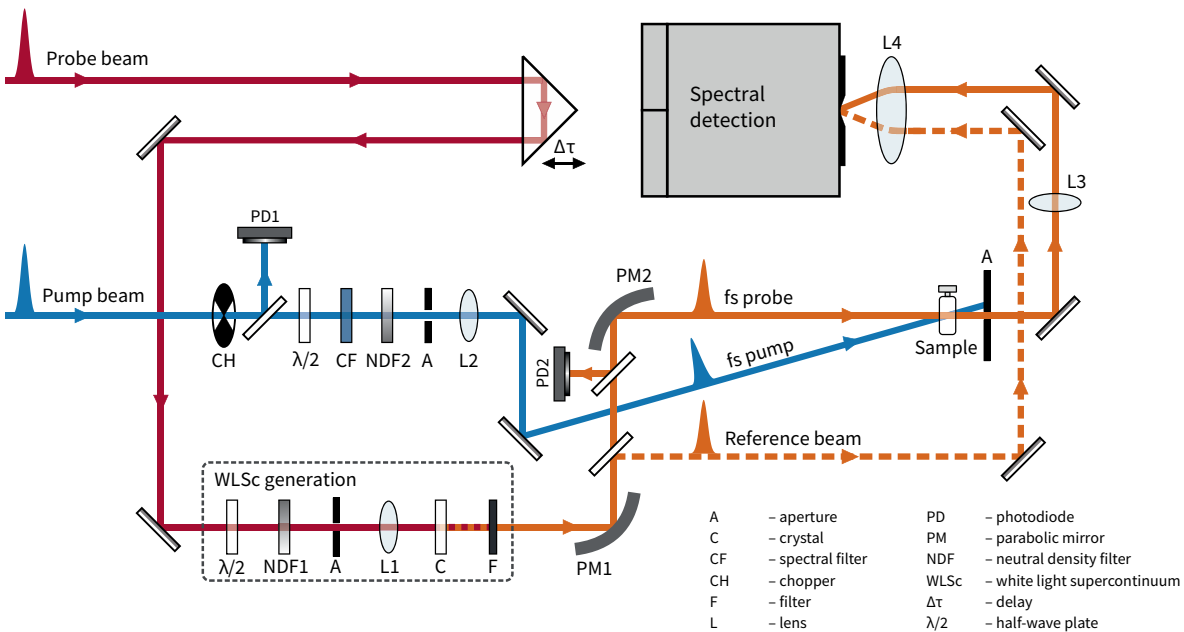 Probe beam
Δτ
Spectral
detection
L4
L3
PD1
Pump beam
CH
λ/2
CF
NDF2
A
L2
PM2
PD2
fs probe
fs pump
A
Sample
Reference beam
WLSc generation
λ/2
NDF1
A
L1
C
F
PM1
A – aperture
C – crystal
CF – spectral filter
CH – chopper
F – filter
L – lens
PD – photodiode
PM – parabolic mirror
NDF – neutral density filter
WLSc – white light supercontinuum
Δτ – delay
λ/2 – half-wave plate